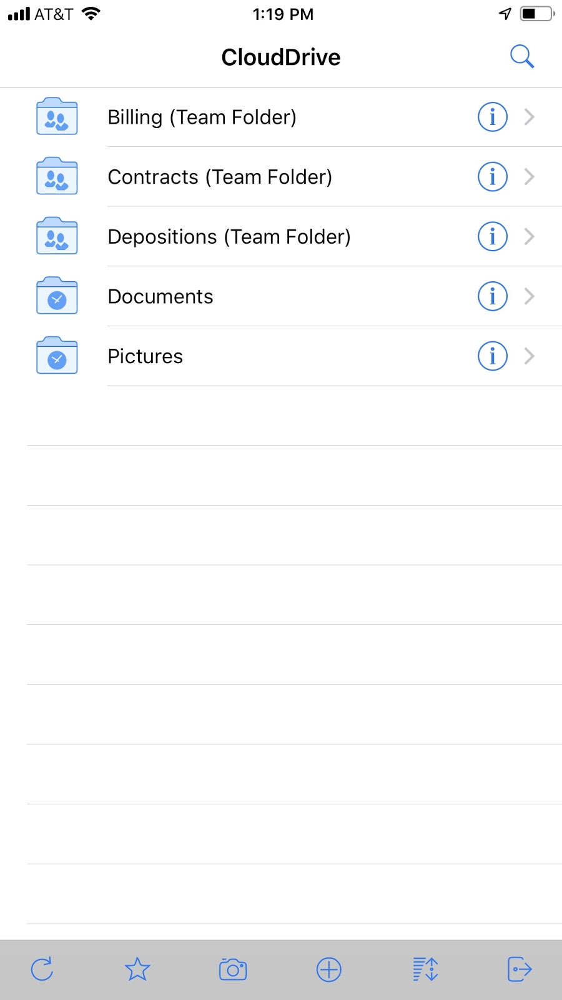 AT&T 1:19 PM
CloudDrive
Billing (Team Folder)
Contracts (Team Folder)
Depositions (Team Folder)
Documents
Pictures